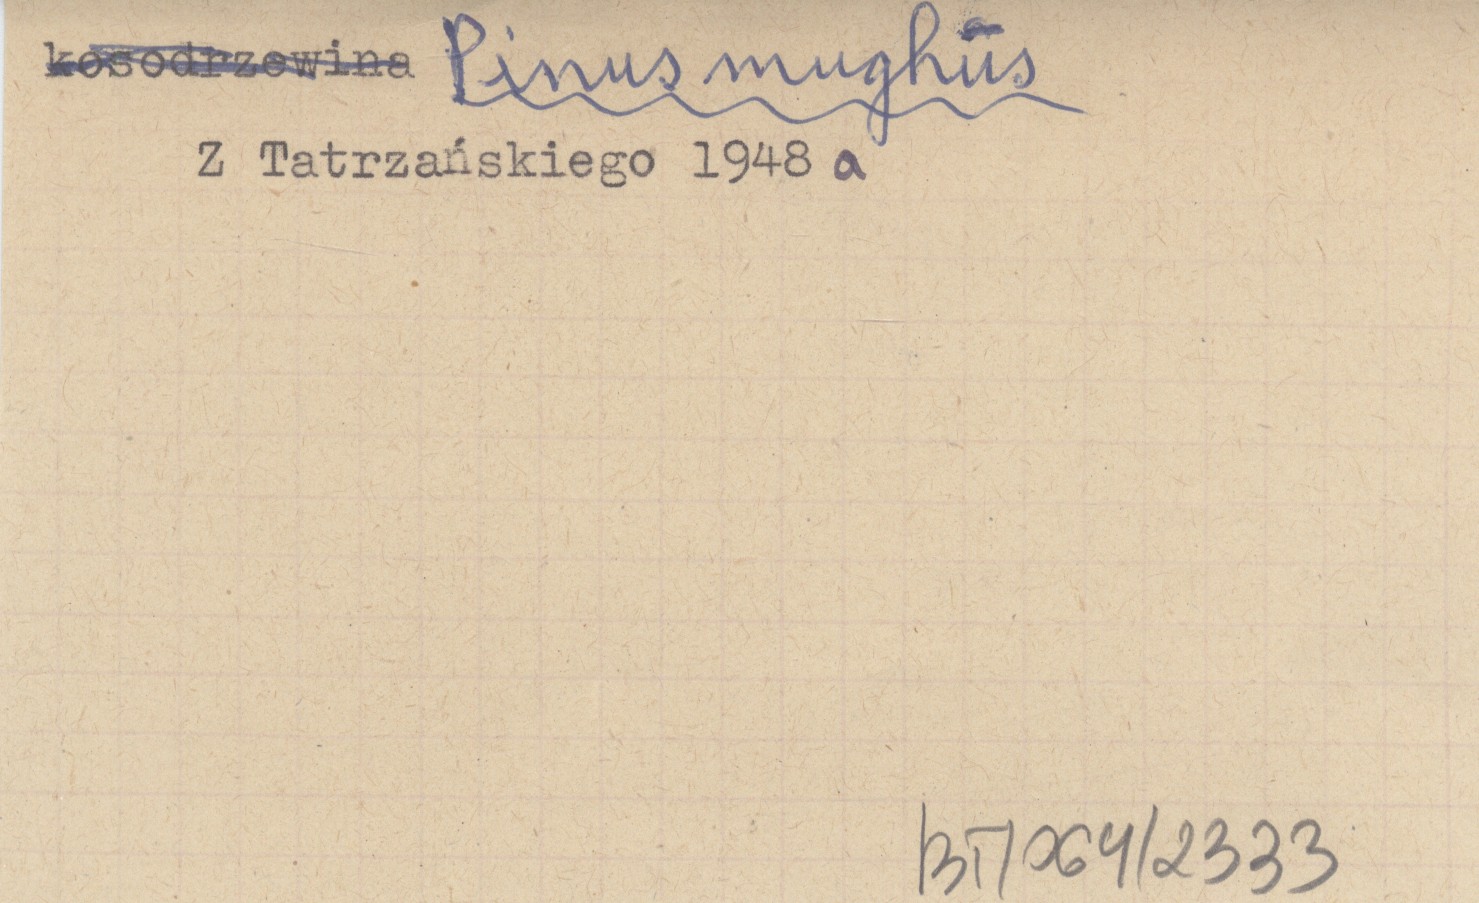 kosodrzewina Pinus mughus
Z Tatrzańskiego 1948 a
BT/064/2333